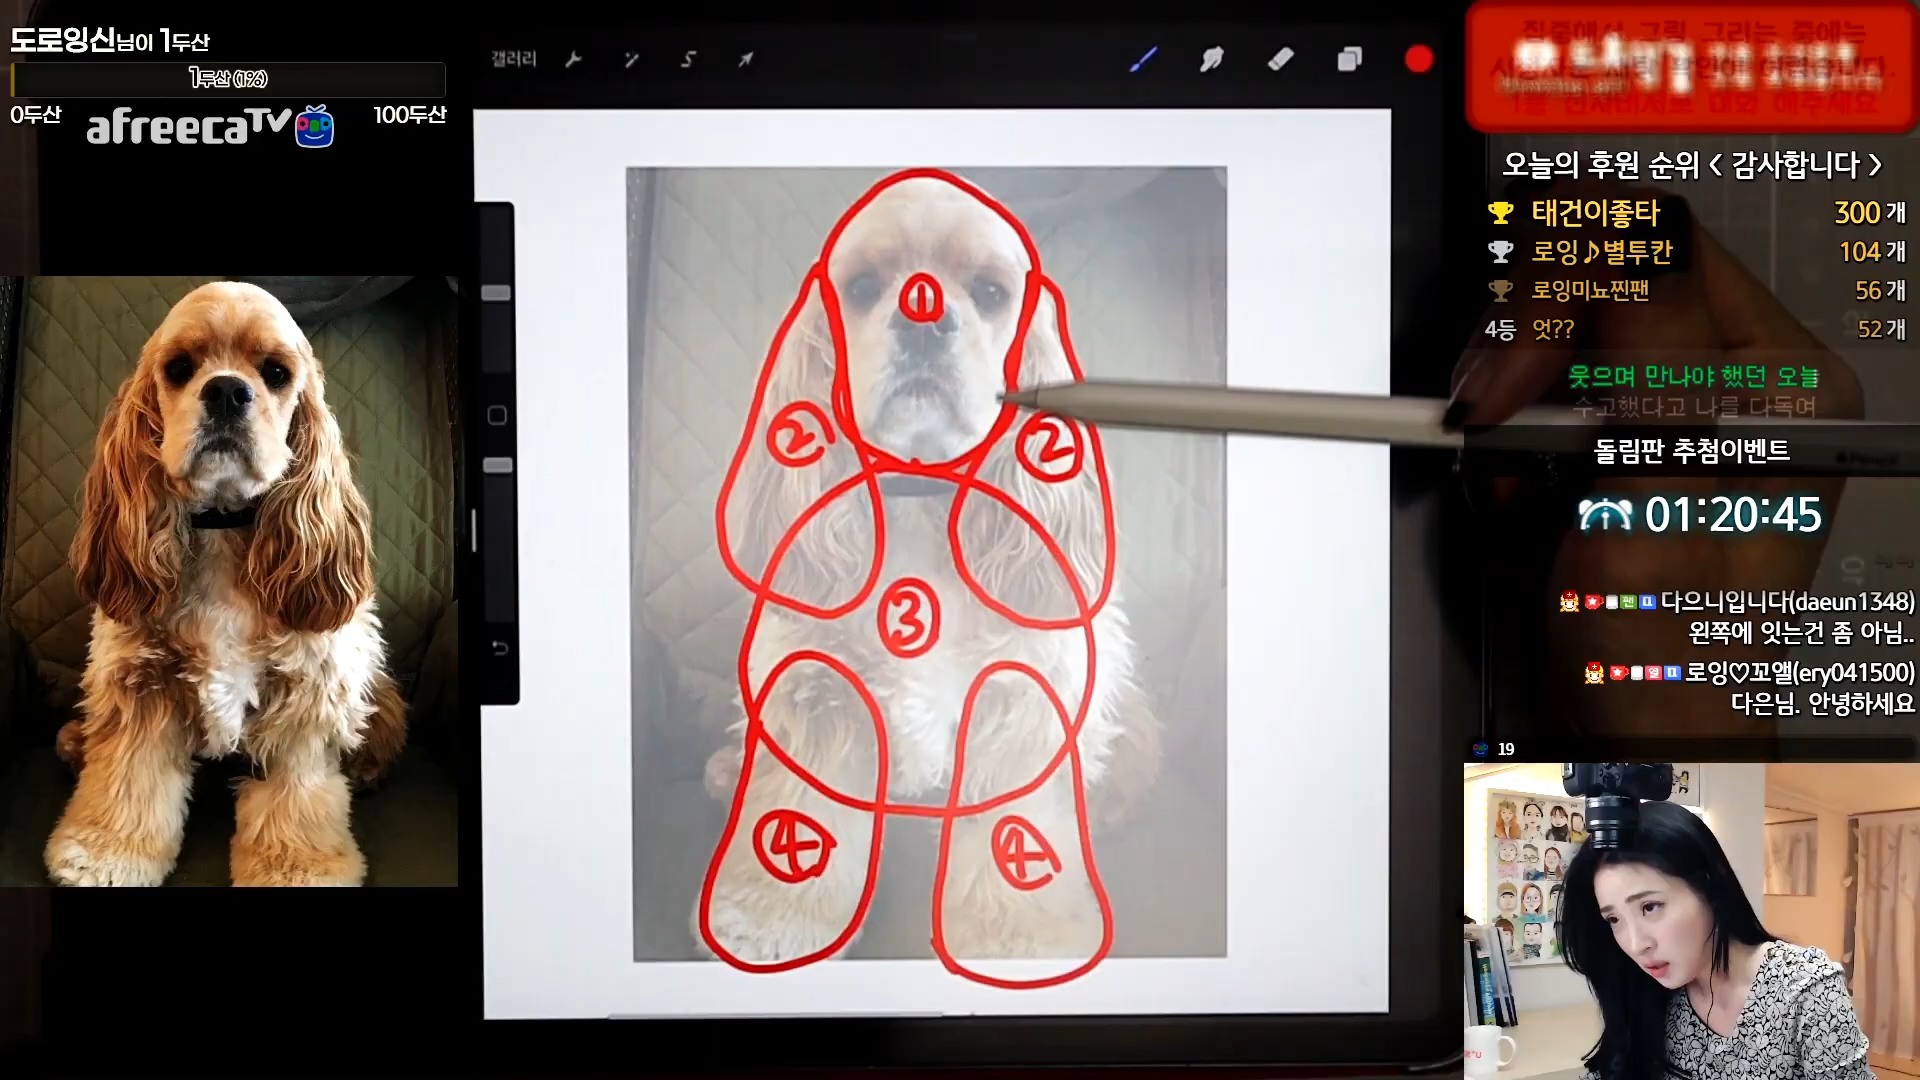 도로잉신님이 1두산
1두산 (1%)
0두산
100두산
afreecaTV
갤러리
①
②
②
③
④
④
오늘의 후원 순위 < 감사합니다 >
태건이좋타 300 개
로잉♪별투칸 104 개
로잉미뇨찐팬 56 개
4등 엇?? 52 개
웃으며 만나야 했던 오늘
수고했다고 나를 다독여
돌림판 추첨이벤트
01:20:45
다으니입니다(daeun1348)
왼쪽에 잇는건 좀 아님..
로잉♡꼬앨(ery041500)
다은님. 안녕하세요
19